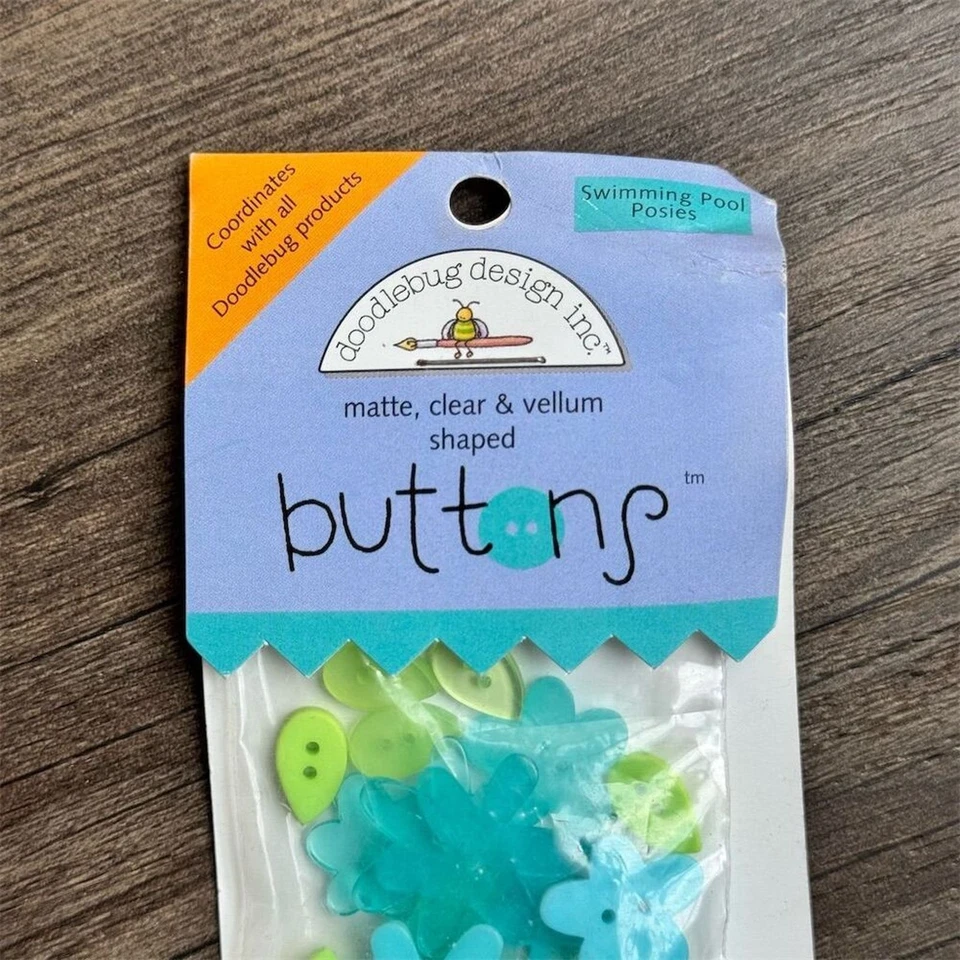 Coordinates
with all
Doodlebug products
Swimming Pool
Posies
doodlebug design inc.™
matte, clear & vellum
shaped
buttons tm